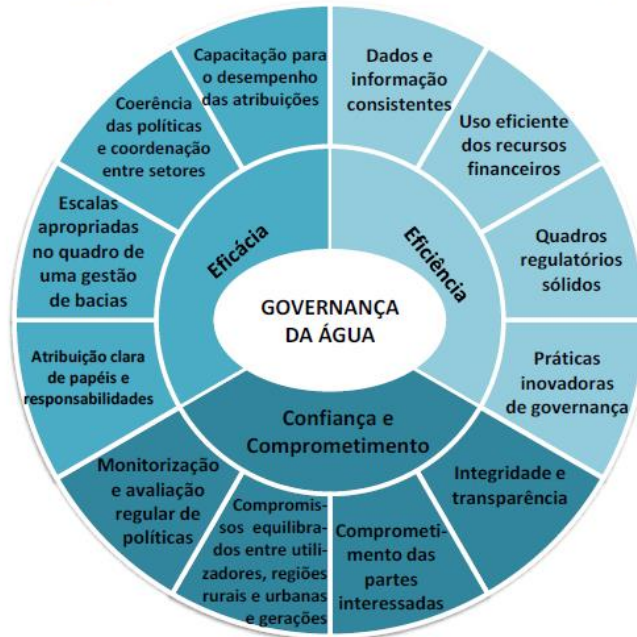 GOVERNANÇA
DA ÁGUA
Eficácia
Eficiência
Confiança e
Comprometimento
Capacitação para
o desempenho
das atribuições
Dados e
informação
consistentes
Uso eficiente
dos recursos
financeiros
Quadros
regulatórios
sólidos
Práticas
inovadoras
de governança
Integridade e
transparência
Comprometi-
mento das
partes
interessadas
Compromis-
sos equilibra-
dos entre utili-
zadores, regiões
rurais e urbanas
e gerações
Monitorização
e avaliação
regular de
políticas
Atribuição clara
de papéis e
responsabilidades
Escalas
apropriadas
no quadro de
uma gestão
de bacias
Coerência
das políticas
e coordenação
entre setores